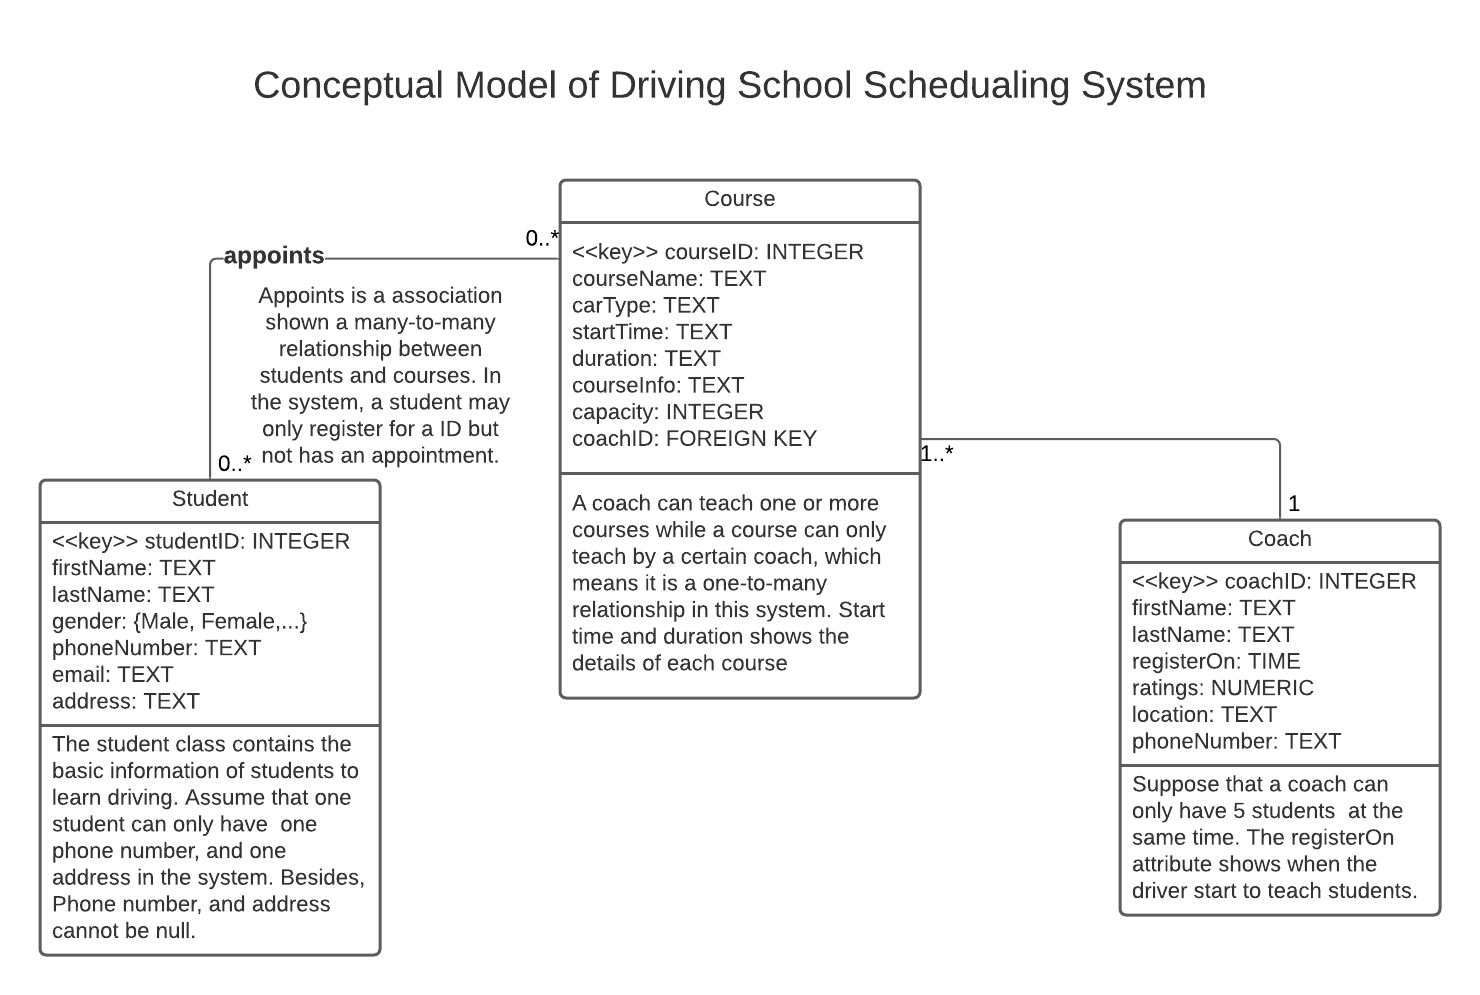 Conceptual Model of Driving School Schedualing System
Course
<<key>> courseID: INTEGER
courseName: TEXT
carType: TEXT
startTime: TEXT
duration: TEXT
courseInfo: TEXT
capacity: INTEGER
coachID: FOREIGN KEY
A coach can teach one or more
courses while a course can only
teach by a certain coach, which
means it is a one-to-many
relationship in this system. Start
time and duration shows the
details of each course
0..*
appoints
Appoints is a association
shown a many-to-many
relationship between
students and courses. In
the system, a student may
only register for a ID but
not has an appointment.
0..*
Student
<<key>> studentID: INTEGER
firstName: TEXT
lastName: TEXT
gender: {Male, Female,...}
phoneNumber: TEXT
email: TEXT
address: TEXT
The student class contains the
basic information of students to
learn driving. Assume that one
student can only have  one
phone number, and one
address in the system. Besides,
Phone number, and address
cannot be null.
1..*
1
Coach
<<key>> coachID: INTEGER
firstName: TEXT
lastName: TEXT
registerOn: TIME
ratings: NUMERIC
location: TEXT
phoneNumber: TEXT
Suppose that a coach can
only have 5 students  at the
same time. The registerOn
attribute shows when the
driver start to teach students.